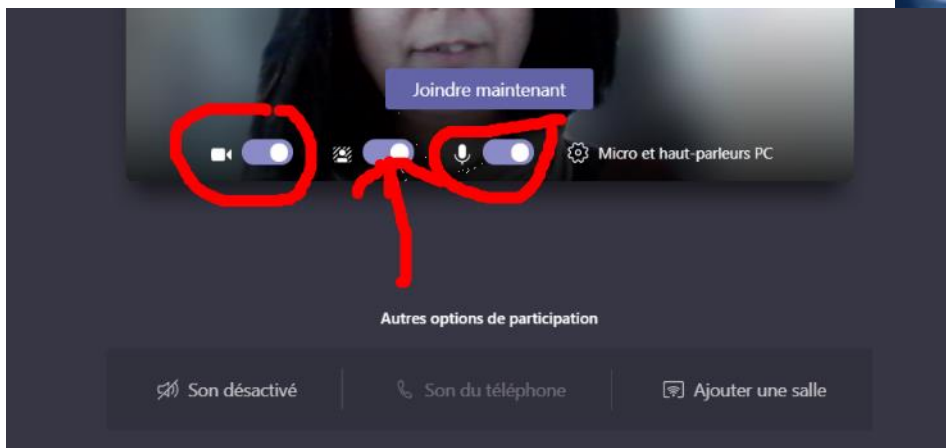 Joindre maintenant
Micro et haut-parleurs PC
Autres options de participation
Son désactivé
Son du téléphone
Ajouter une salle